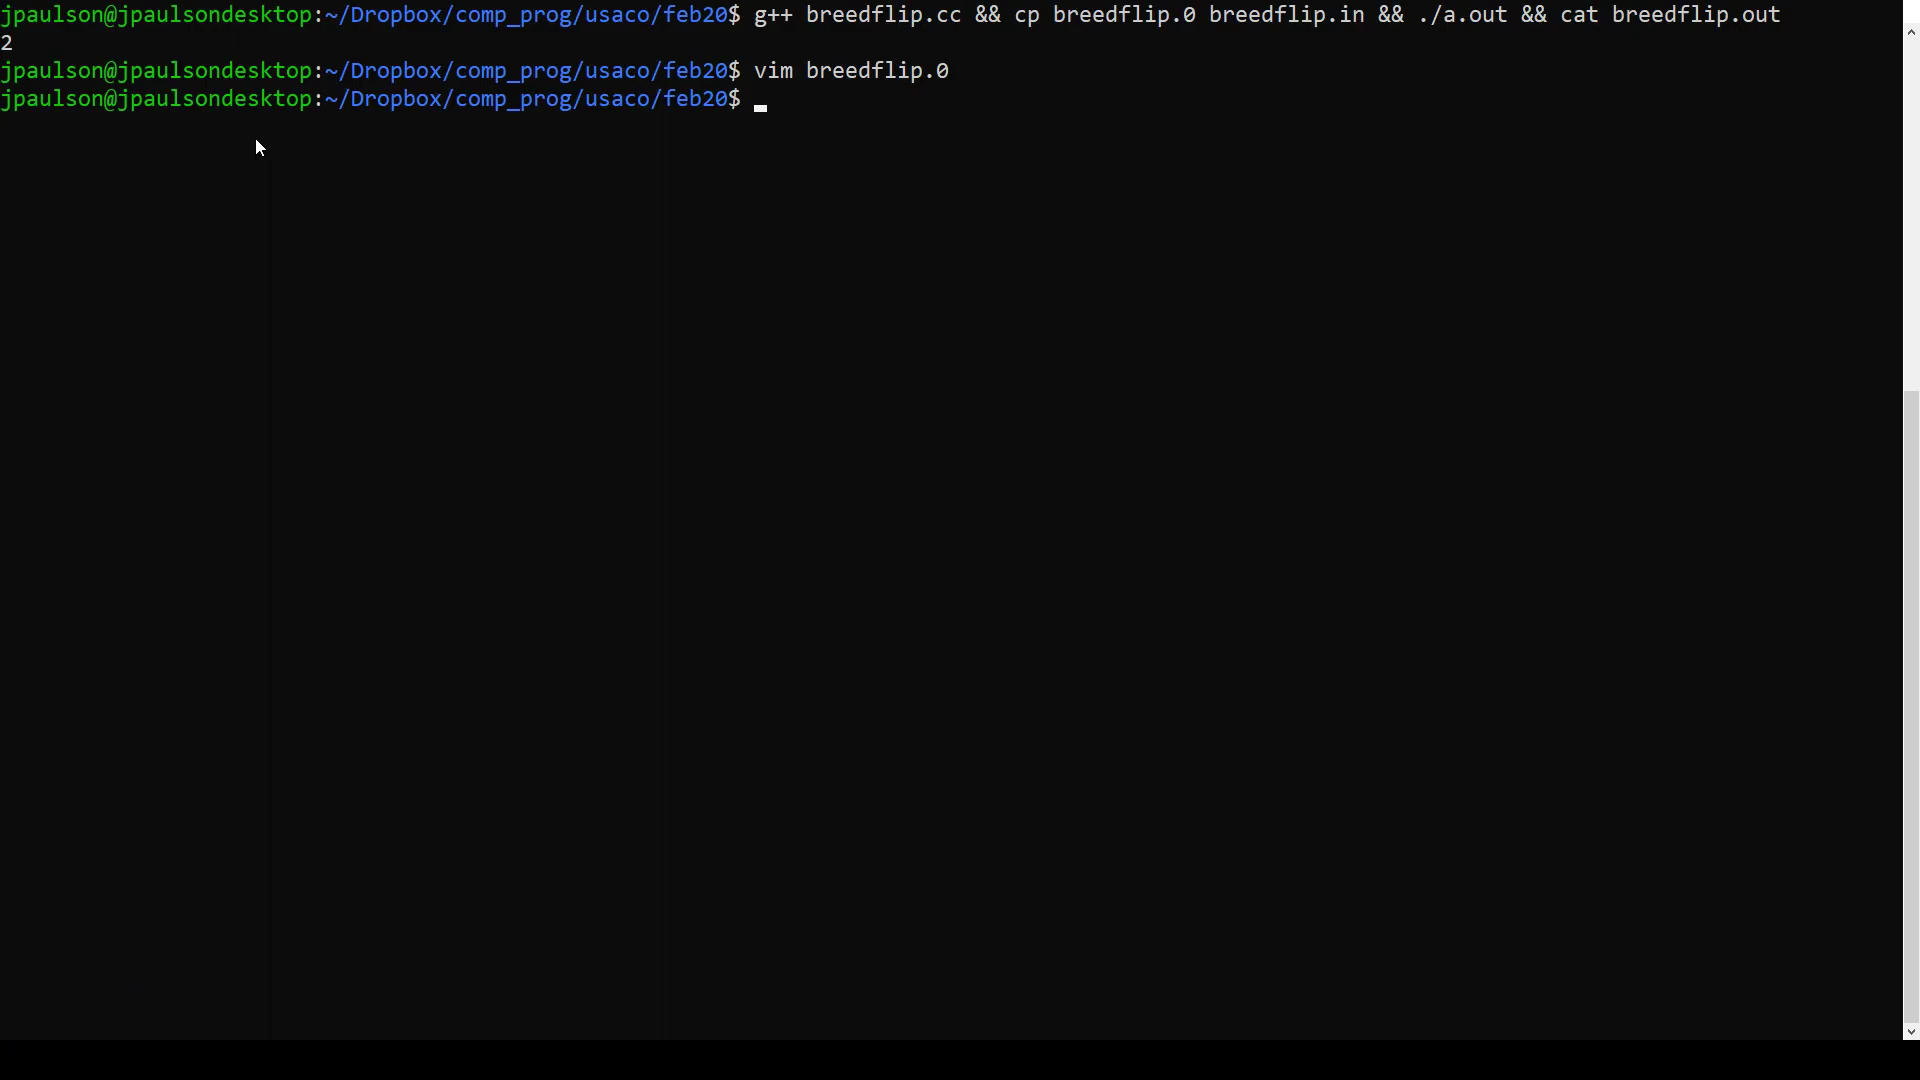 jpaulson@jpaulsondesktop:~/Dropbox/comp_prog/usaco/feb20$ g++ breedflip.cc && cp breedflip.0 breedflip.in && ./a.out && cat breedflip.out
2
jpaulson@jpaulsondesktop:~/Dropbox/comp_prog/usaco/feb20$ vim breedflip.0
jpaulson@jpaulsondesktop:~/Dropbox/comp_prog/usaco/feb20$